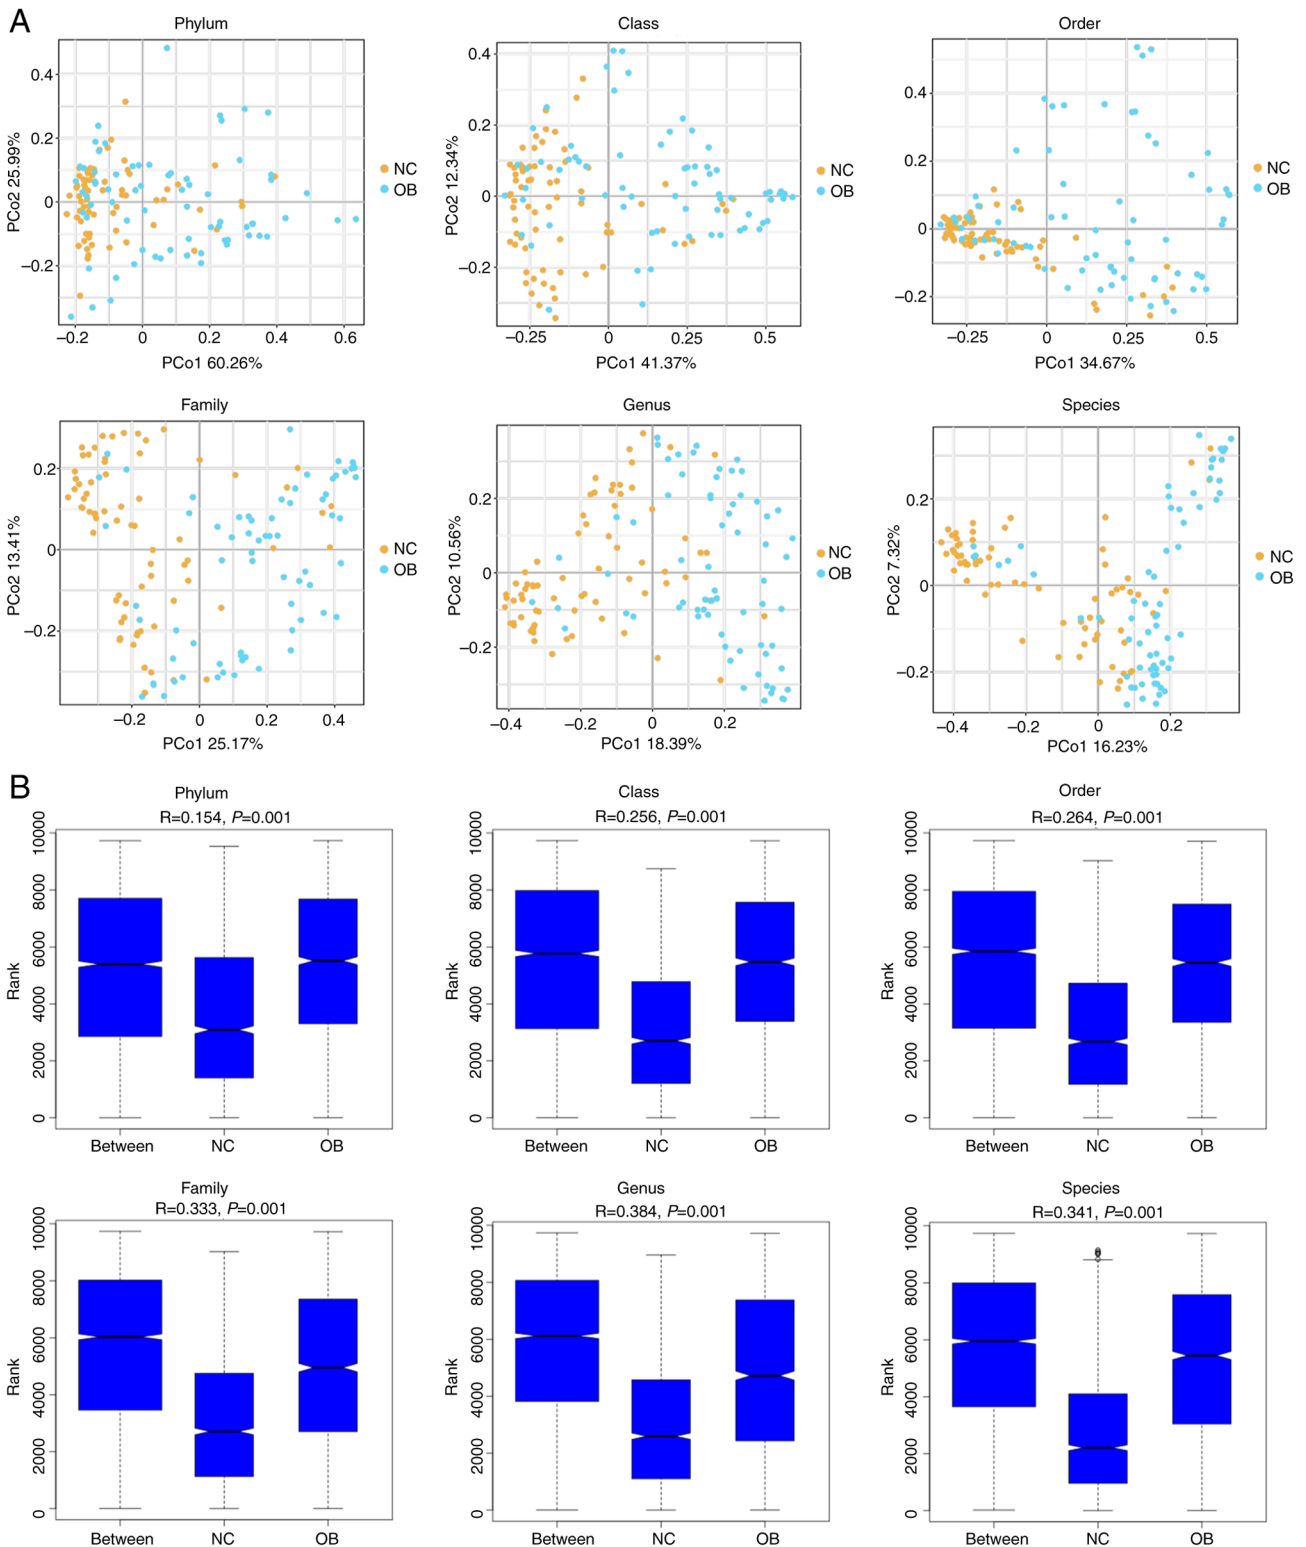 A
Phylum
PCo2 25.99%
0.4
0.2
0
−0.2
−0.2 0 0.2 0.4 0.6
PCo1 60.26%
NC
OB
Class
PCo2 12.34%
0.4
0.2
0
−0.2
−0.25 0 0.25 0.5
PCo1 41.37%
NC
OB
Order
0.4
0.2
0
−0.2
−0.25 0 0.25 0.5
PCo1 34.67%
NC
OB
Family
PCo2 13.41%
0.2
0
−0.2
−0.2 0 0.2 0.4
PCo1 25.17%
NC
OB
Genus
PCo2 10.56%
0.2
0
−0.2
−0.4 −0.2 0 0.2
PCo1 18.39%
NC
OB
Species
PCo2 7.32%
0.2
0
−0.2
−0.4 −0.2 0 0.2
PCo1 16.23%
NC
OB
B
Phylum
R=0.154, P=0.001
Rank
10000
8000
6000
4000
2000
0
Between NC OB
Class
R=0.256, P=0.001
Rank
10000
8000
6000
4000
2000
0
Between NC OB
Order
R=0.264, P=0.001
Rank
10000
8000
6000
4000
2000
0
Between NC OB
Family
R=0.333, P=0.001
Rank
10000
8000
6000
4000
2000
0
Between NC OB
Genus
R=0.384, P=0.001
Rank
10000
8000
6000
4000
2000
0
Between NC OB
Species
R=0.341, P=0.001
Rank
10000
8000
6000
4000
2000
0
Between NC OB